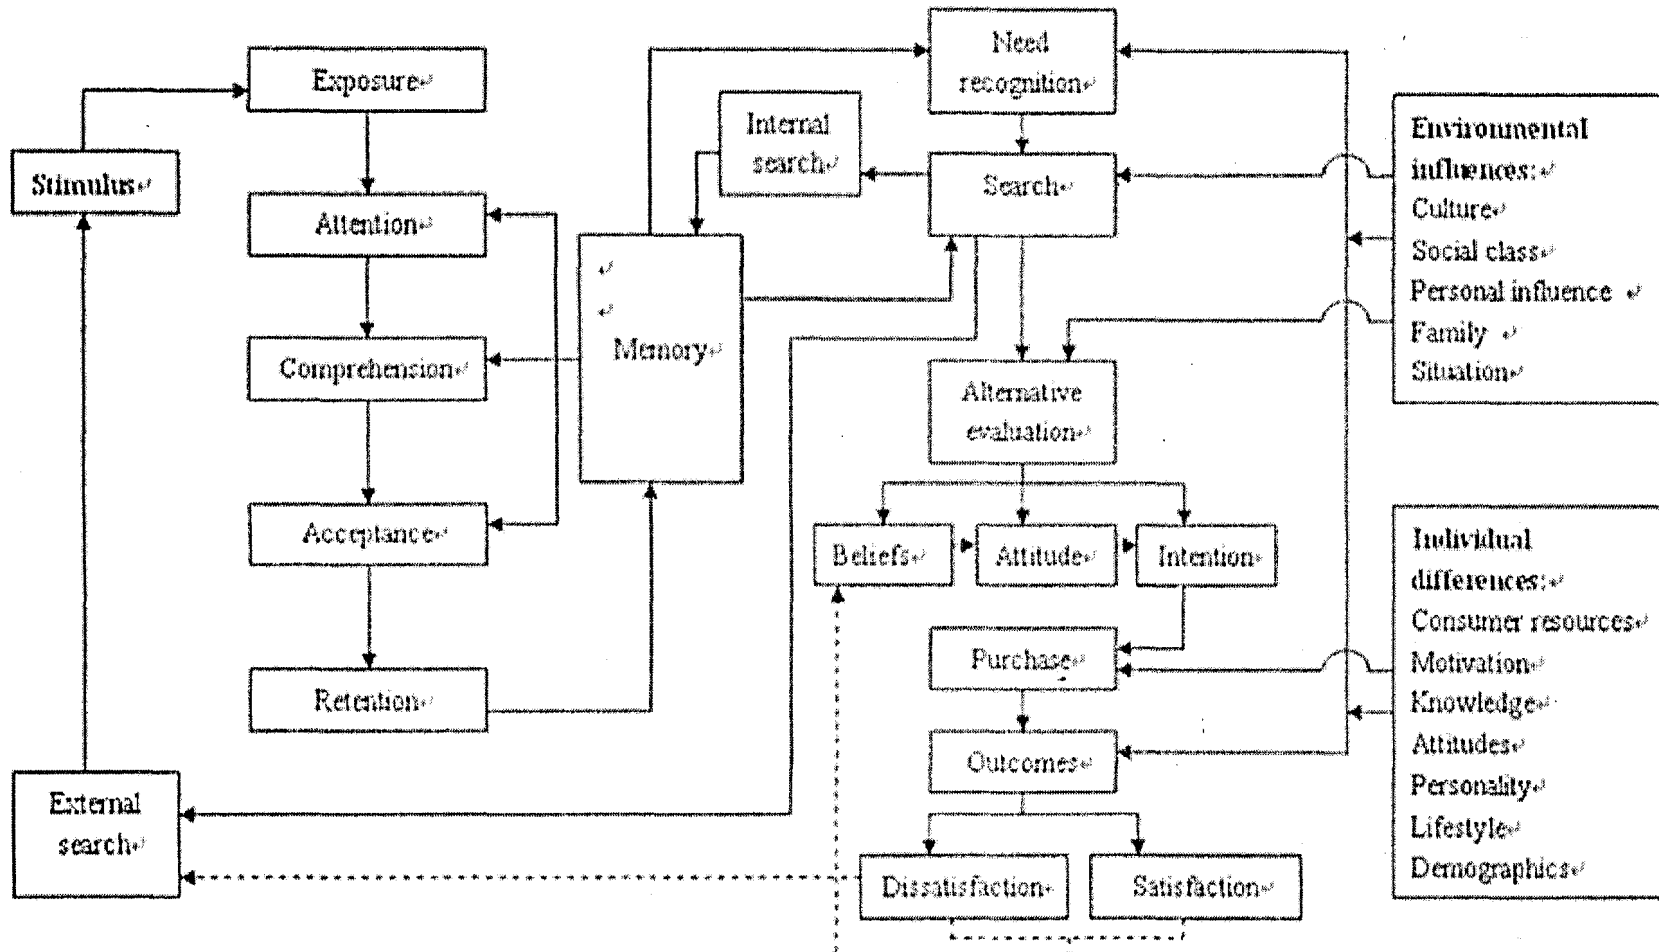 Stimulus
Exposure
Attention
Comprehension
Acceptance
Retention
External
search
Internal
search
Memory
Need
recognition
Search
Alternative
evaluation
Beliefs
Attitude
Intention
Purchase
Outcomes
Dissatisfaction
Satisfaction
Environmental
influences:
Culture
Social class
Personal influence
Family
Situation
Individual
differences:
Consumer resources
Motivation
Knowledge
Attitudes
Personality
Lifestyle
Demographics